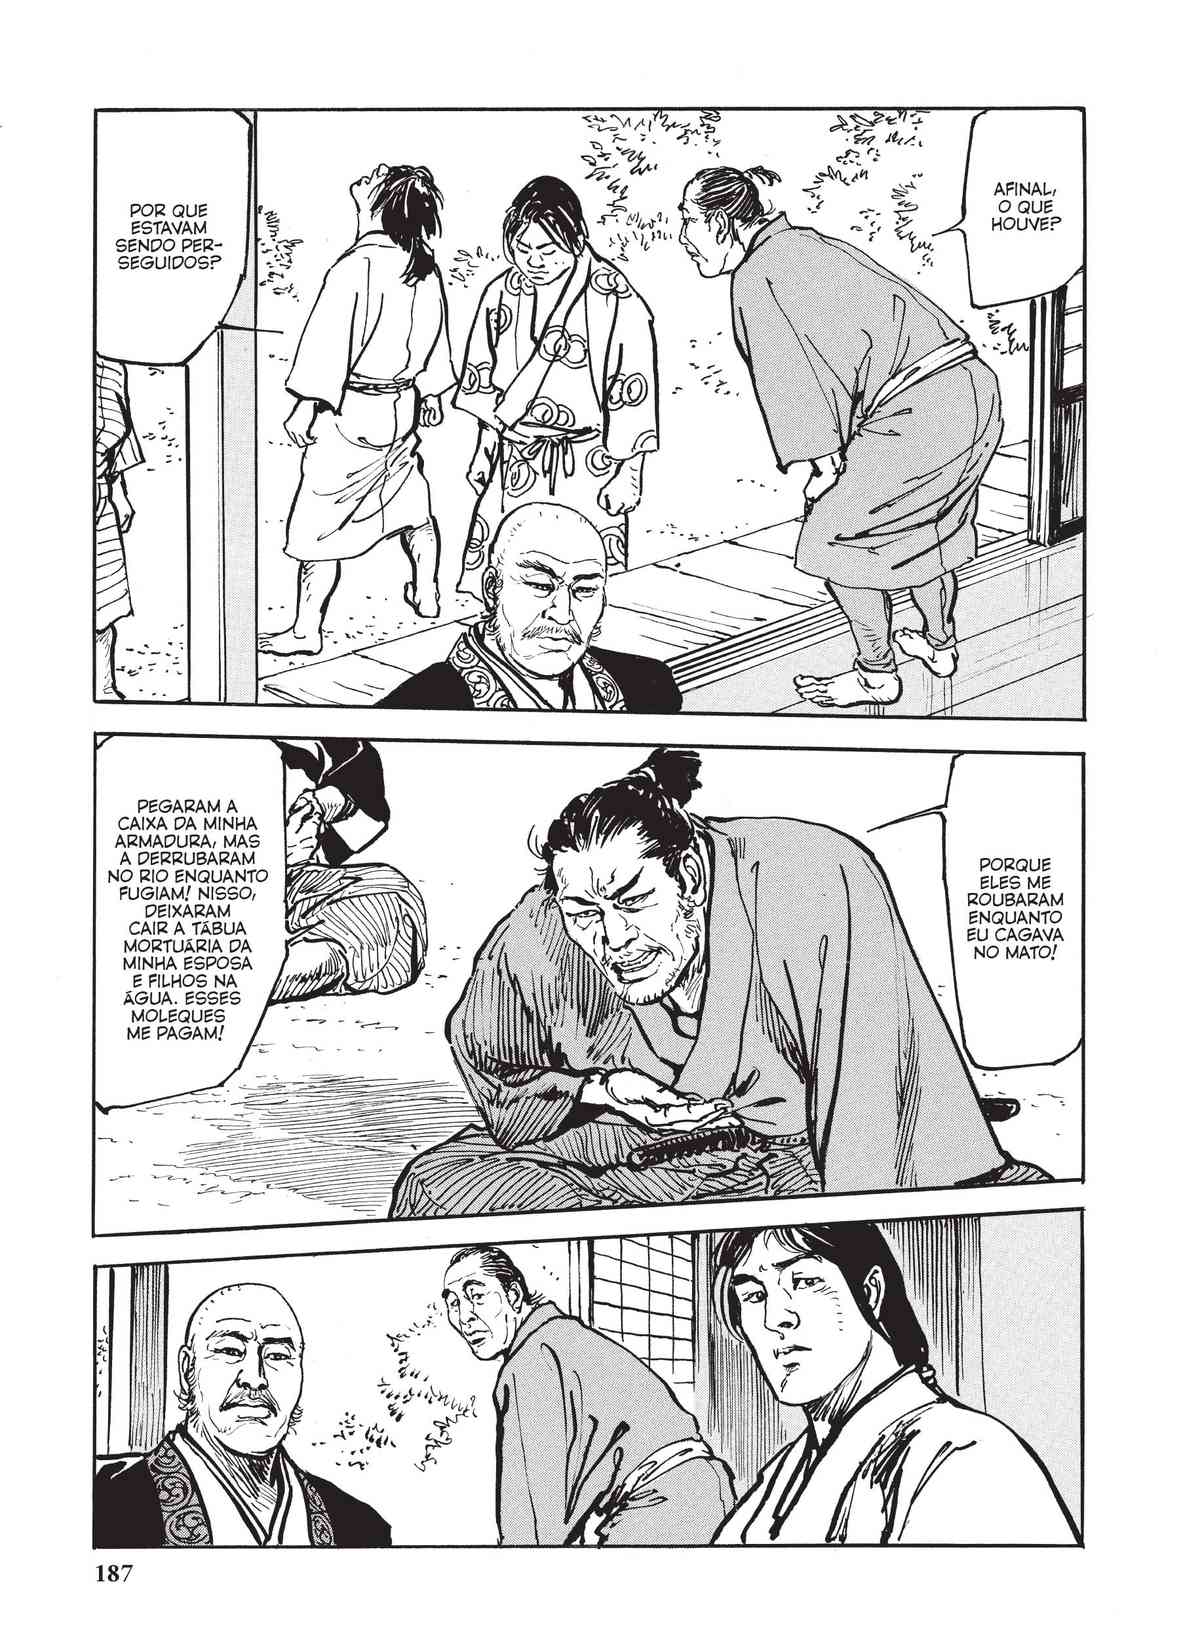 AFINAL,
O QUE
HOUVE?
POR QUE
ESTAVAM
SENDO PER-
SEGUIDOS?
PORQUE
ELES ME
ROUBARAM
ENQUANTO
EU CAGAVA
NO MATO!
PEGARAM A
CAIXA DA MINHA
ARMADURA, MAS
A DERRUBARAM
NO RIO ENQUANTO
FUGIAM! NISSO,
DEIXARAM
CAIR A TÁBUA
MORTUÁRIA DA
MINHA ESPOSA
E FILHOS NA
ÁGUA. ESSES
MOLEQUES
ME PAGAM!
187